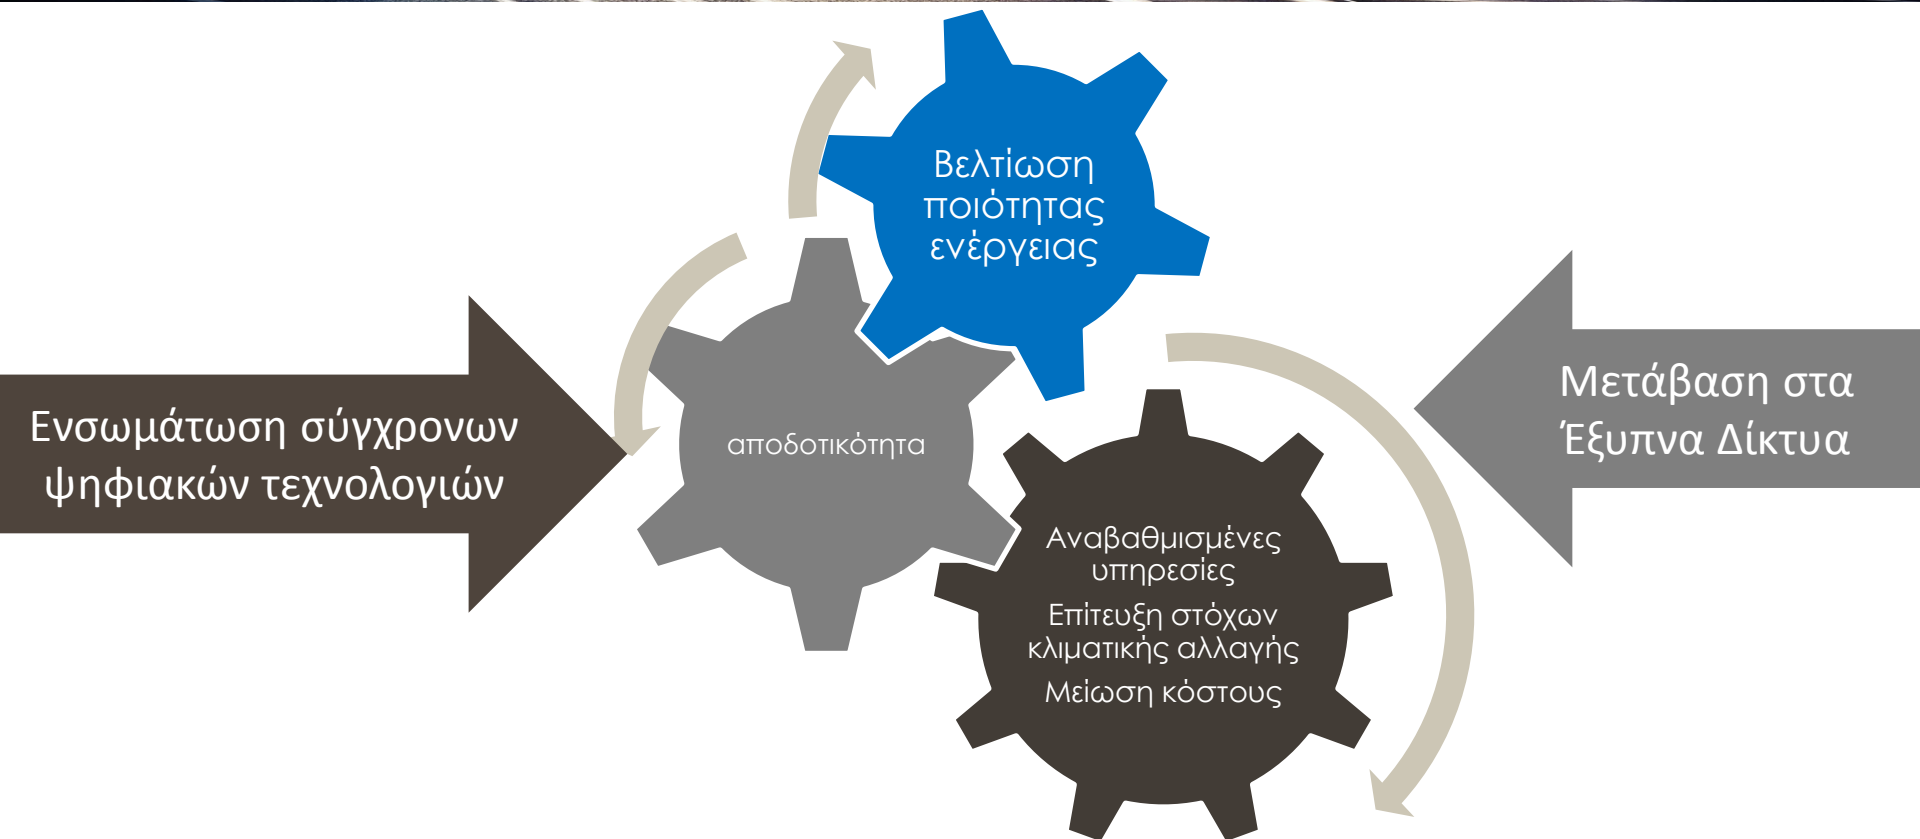 Βελτίωση
ποιότητας
ενέργειας
Ενσωμάτωση σύγχρονων
ψηφιακών τεχνολογιών
αποδοτικότητα
Μετάβαση στα
Έξυπνα Δίκτυα
Αναβαθμισμένες
υπηρεσίες
Επίτευξη στόχων
κλιματικής αλλαγής
Μείωση κόστους